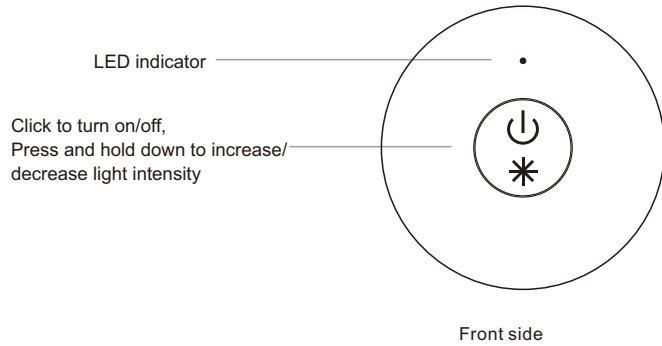 LED indicator
Click to turn on/off,
Press and hold down to increase/
decrease light intensity
Front side